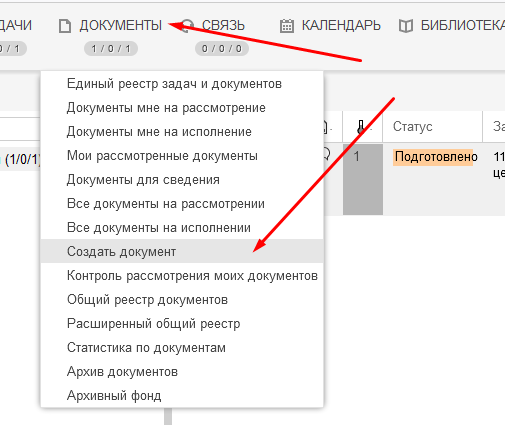 ДАЧИ ДОКУМЕНТЫ СВЯЗЬ КАЛЕНДАРЬ БИБЛИОТЕКА
0 / 1 1 / 0 / 1 0 / 0 / 0
Единый реестр задач и документов
Документы мне на рассмотрение
Документы мне на исполнение
Мои рассмотренные документы
Документы для сведения
Все документы на рассмотрении
Все документы на исполнении
Создать документ
Контроль рассмотрения моих документов
Общий реестр документов
Расширенный общий реестр
Статистика по документам
Архив документов
Архивный фонд
Статус За
(1/0/1) 1 Подготовлено 11
це